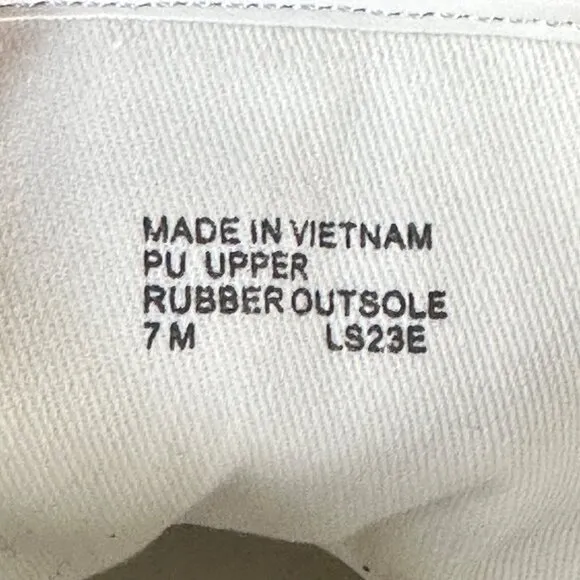 MADE IN VIETNAM
PU UPPER
RUBBER OUTSOLE
7 M LS23E